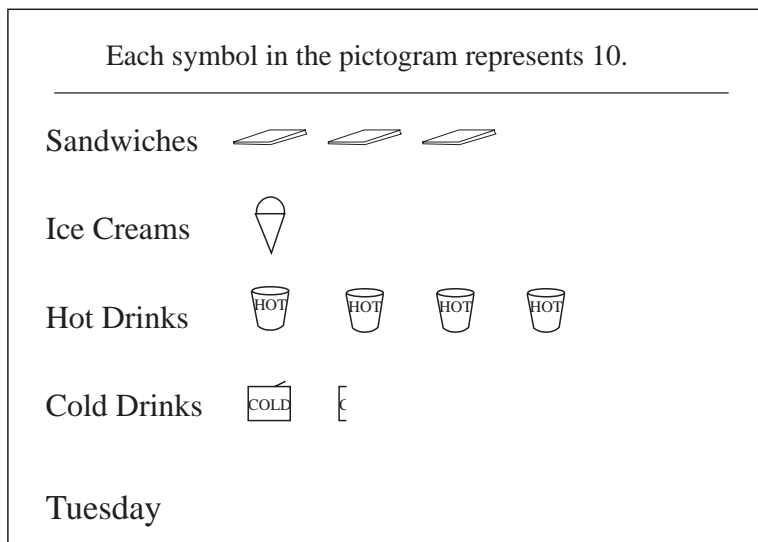 Each symbol in the pictogram represents 10.
Sandwiches
Ice Creams
Hot Drinks HOT HOT HOT HOT
Cold Drinks COLD C
Tuesday